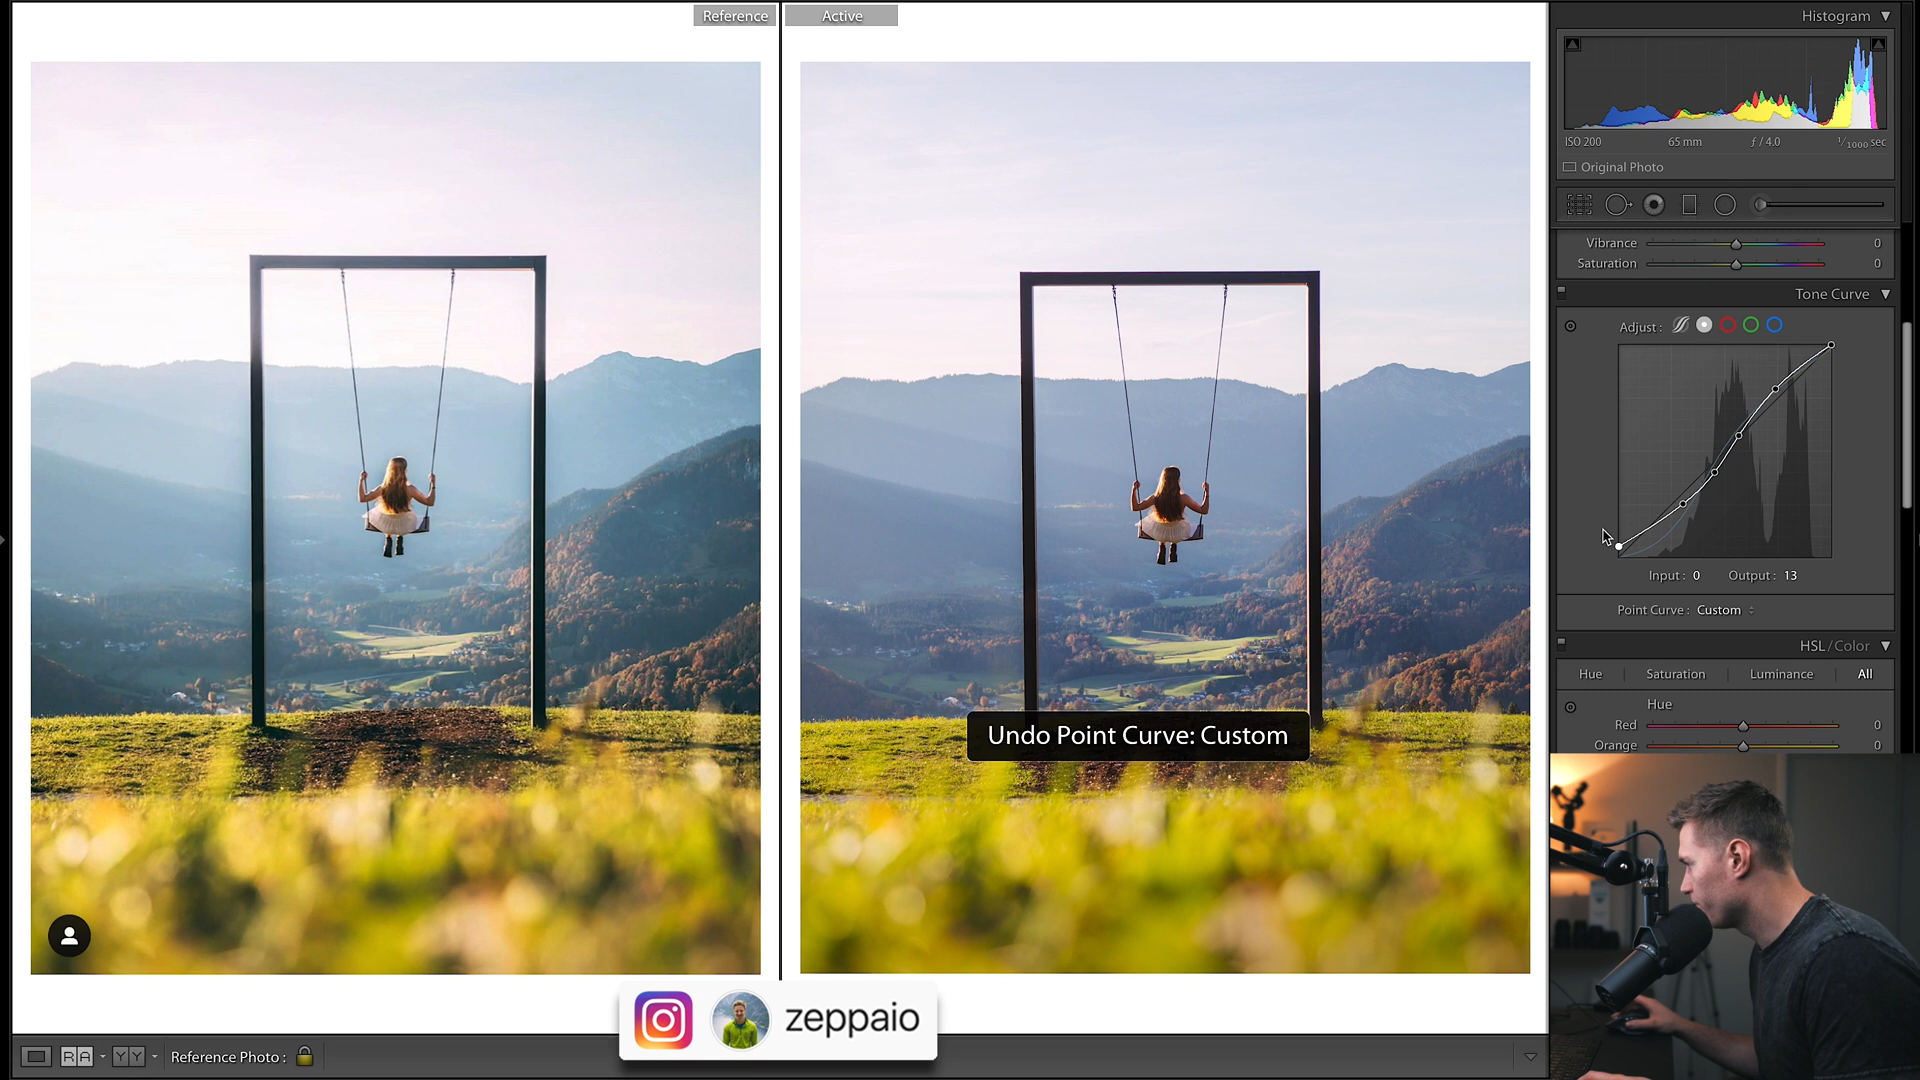 Reference
Active
Histogram
ISO 200 65 mm ƒ / 4.0 1/1000 sec
Original Photo
Vibrance 0
Saturation 0
Tone Curve
Adjust :
Input : 0 Output : 13
Point Curve : Custom
HSL / Color
Hue Saturation Luminance All
Hue
Red 0
Orange 0
Undo Point Curve: Custom
zeppaio
R A Y Y Reference Photo :